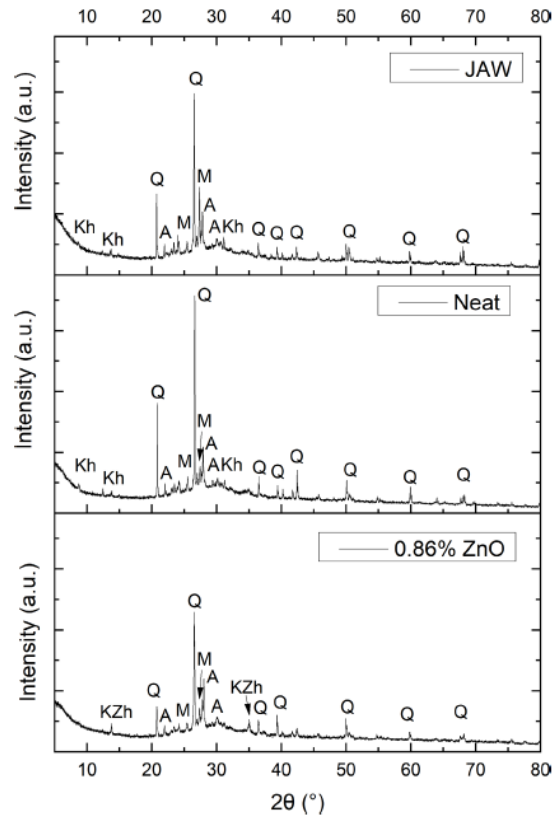 5 10 20 30 40 50 60 70 80
Intensity (a.u.)
JAW
Q
Q
M
A
Kh
Kh
A
M
A
Kh
Q
Q
Q
Q
Q
Q
Intensity (a.u.)
Neat
Q
Q
M
A
Kh
Kh
A
M
A
Kh
Q
Q
Q
Q
Q
Q
Intensity (a.u.)
0.86% ZnO
Q
Q
M
A
KZh
KZh
A
M
A
Q
Q
Q
Q
Q
10 20 30 40 50 60 70 80
2θ (°)